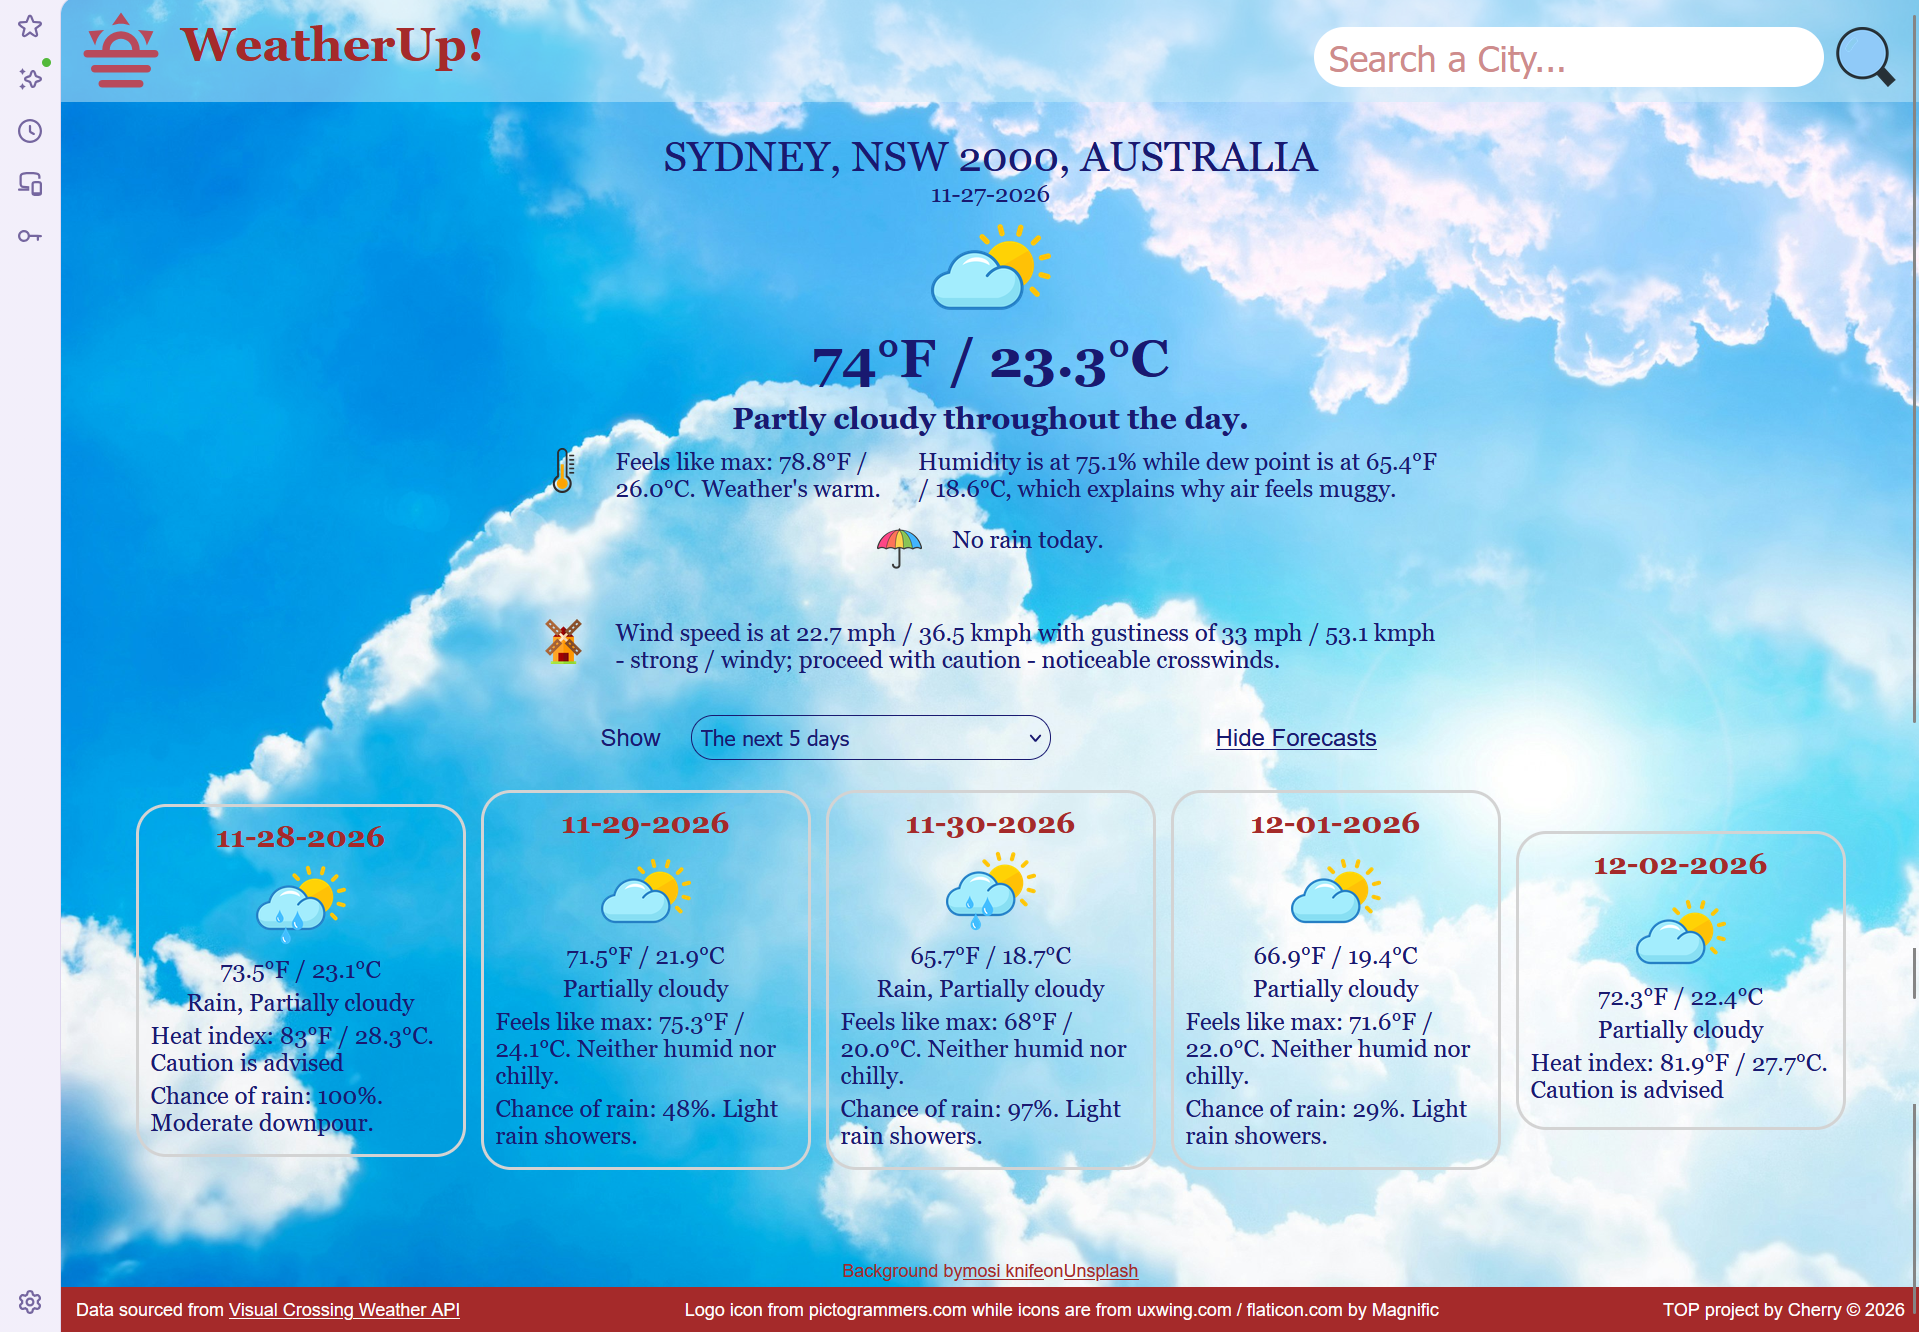 WeatherUp!
Search a City...
SYDNEY, NSW 2000, AUSTRALIA
11-27-2026
74°F / 23.3°C
Partly cloudy throughout the day.
Feels like max: 78.8°F /
26.0°C. Weather's warm.
Humidity is at 75.1% while dew point is at 65.4°F
/ 18.6°C, which explains why air feels muggy.
No rain today.
Wind speed is at 22.7 mph / 36.5 kmph with gustiness of 33 mph / 53.1 kmph
- strong / windy; proceed with caution - noticeable crosswinds.
Show
The next 5 days
Hide Forecasts
11-28-2026
73.5°F / 23.1°C
Rain, Partially cloudy
Heat index: 83°F / 28.3°C.
Caution is advised
Chance of rain: 100%.
Moderate downpour.
11-29-2026
71.5°F / 21.9°C
Partially cloudy
Feels like max: 75.3°F /
24.1°C. Neither humid nor
chilly.
Chance of rain: 48%. Light
rain showers.
11-30-2026
65.7°F / 18.7°C
Rain, Partially cloudy
Feels like max: 68°F /
20.0°C. Neither humid nor
chilly.
Chance of rain: 97%. Light
rain showers.
12-01-2026
66.9°F / 19.4°C
Partially cloudy
Feels like max: 71.6°F /
22.0°C. Neither humid nor
chilly.
Chance of rain: 29%. Light
rain showers.
12-02-2026
72.3°F / 22.4°C
Partially cloudy
Heat index: 81.9°F / 27.7°C.
Caution is advised
Background bymosi knifeonUnsplash
Data sourced from Visual Crossing Weather API
Logo icon from pictogrammers.com while icons are from uxwing.com / flaticon.com by Magnific
TOP project by Cherry © 2026